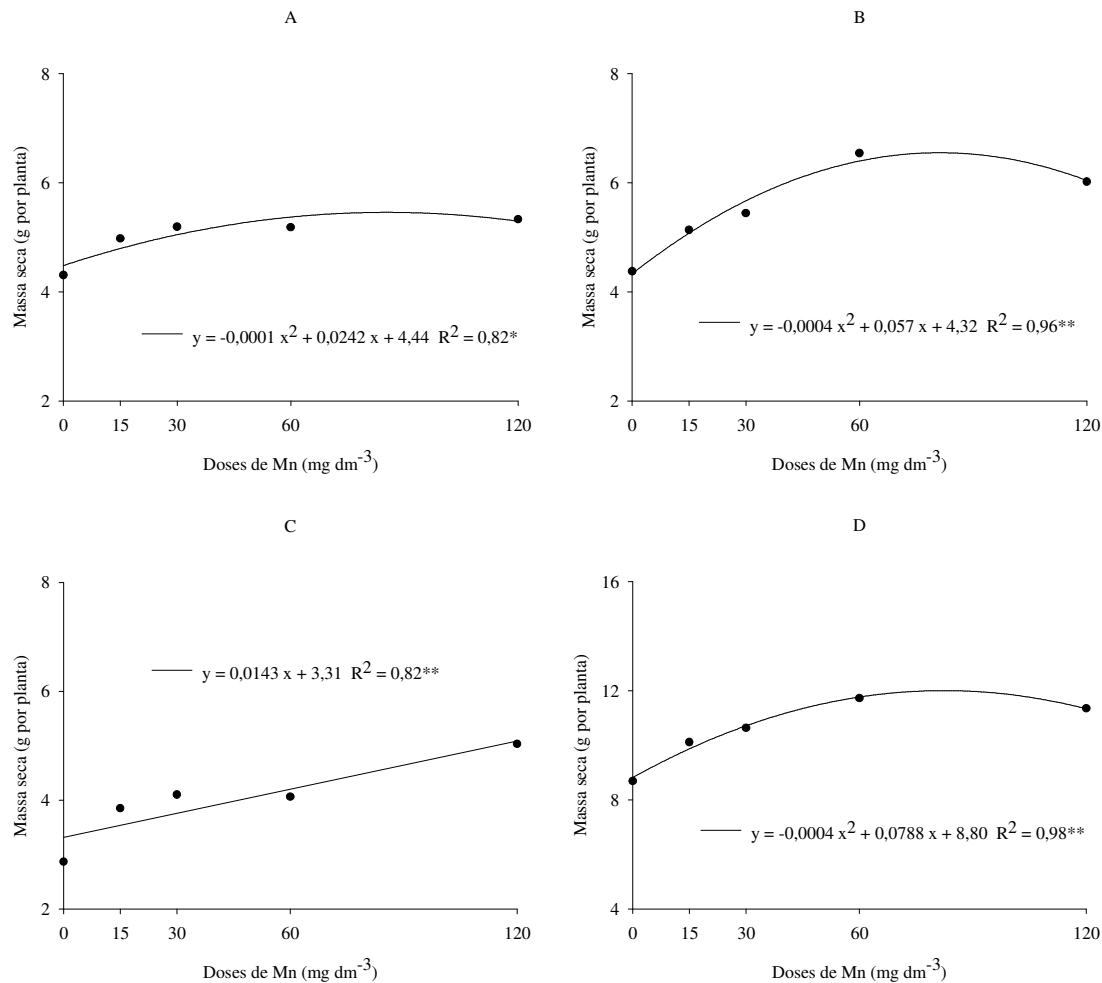 A
8
6
4
2
Massa seca (g por planta)
y = -0,0001 x² + 0,0242 x + 4,44 R² = 0,82*
0 15 30 60 120
Doses de Mn (mg dm⁻³)
B
8
6
4
2
Massa seca (g por planta)
y = -0,0004 x² + 0,057 x + 4,32 R² = 0,96**
0 15 30 60 120
Doses de Mn (mg dm⁻³)
C
8
6
4
2
Massa seca (g por planta)
y = 0,0143 x + 3,31 R² = 0,82**
0 15 30 60 120
Doses de Mn (mg dm⁻³)
D
16
12
8
4
Massa seca (g por planta)
y = -0,0004 x² + 0,0788 x + 8,80 R² = 0,98**
0 15 30 60 120
Doses de Mn (mg dm⁻³)